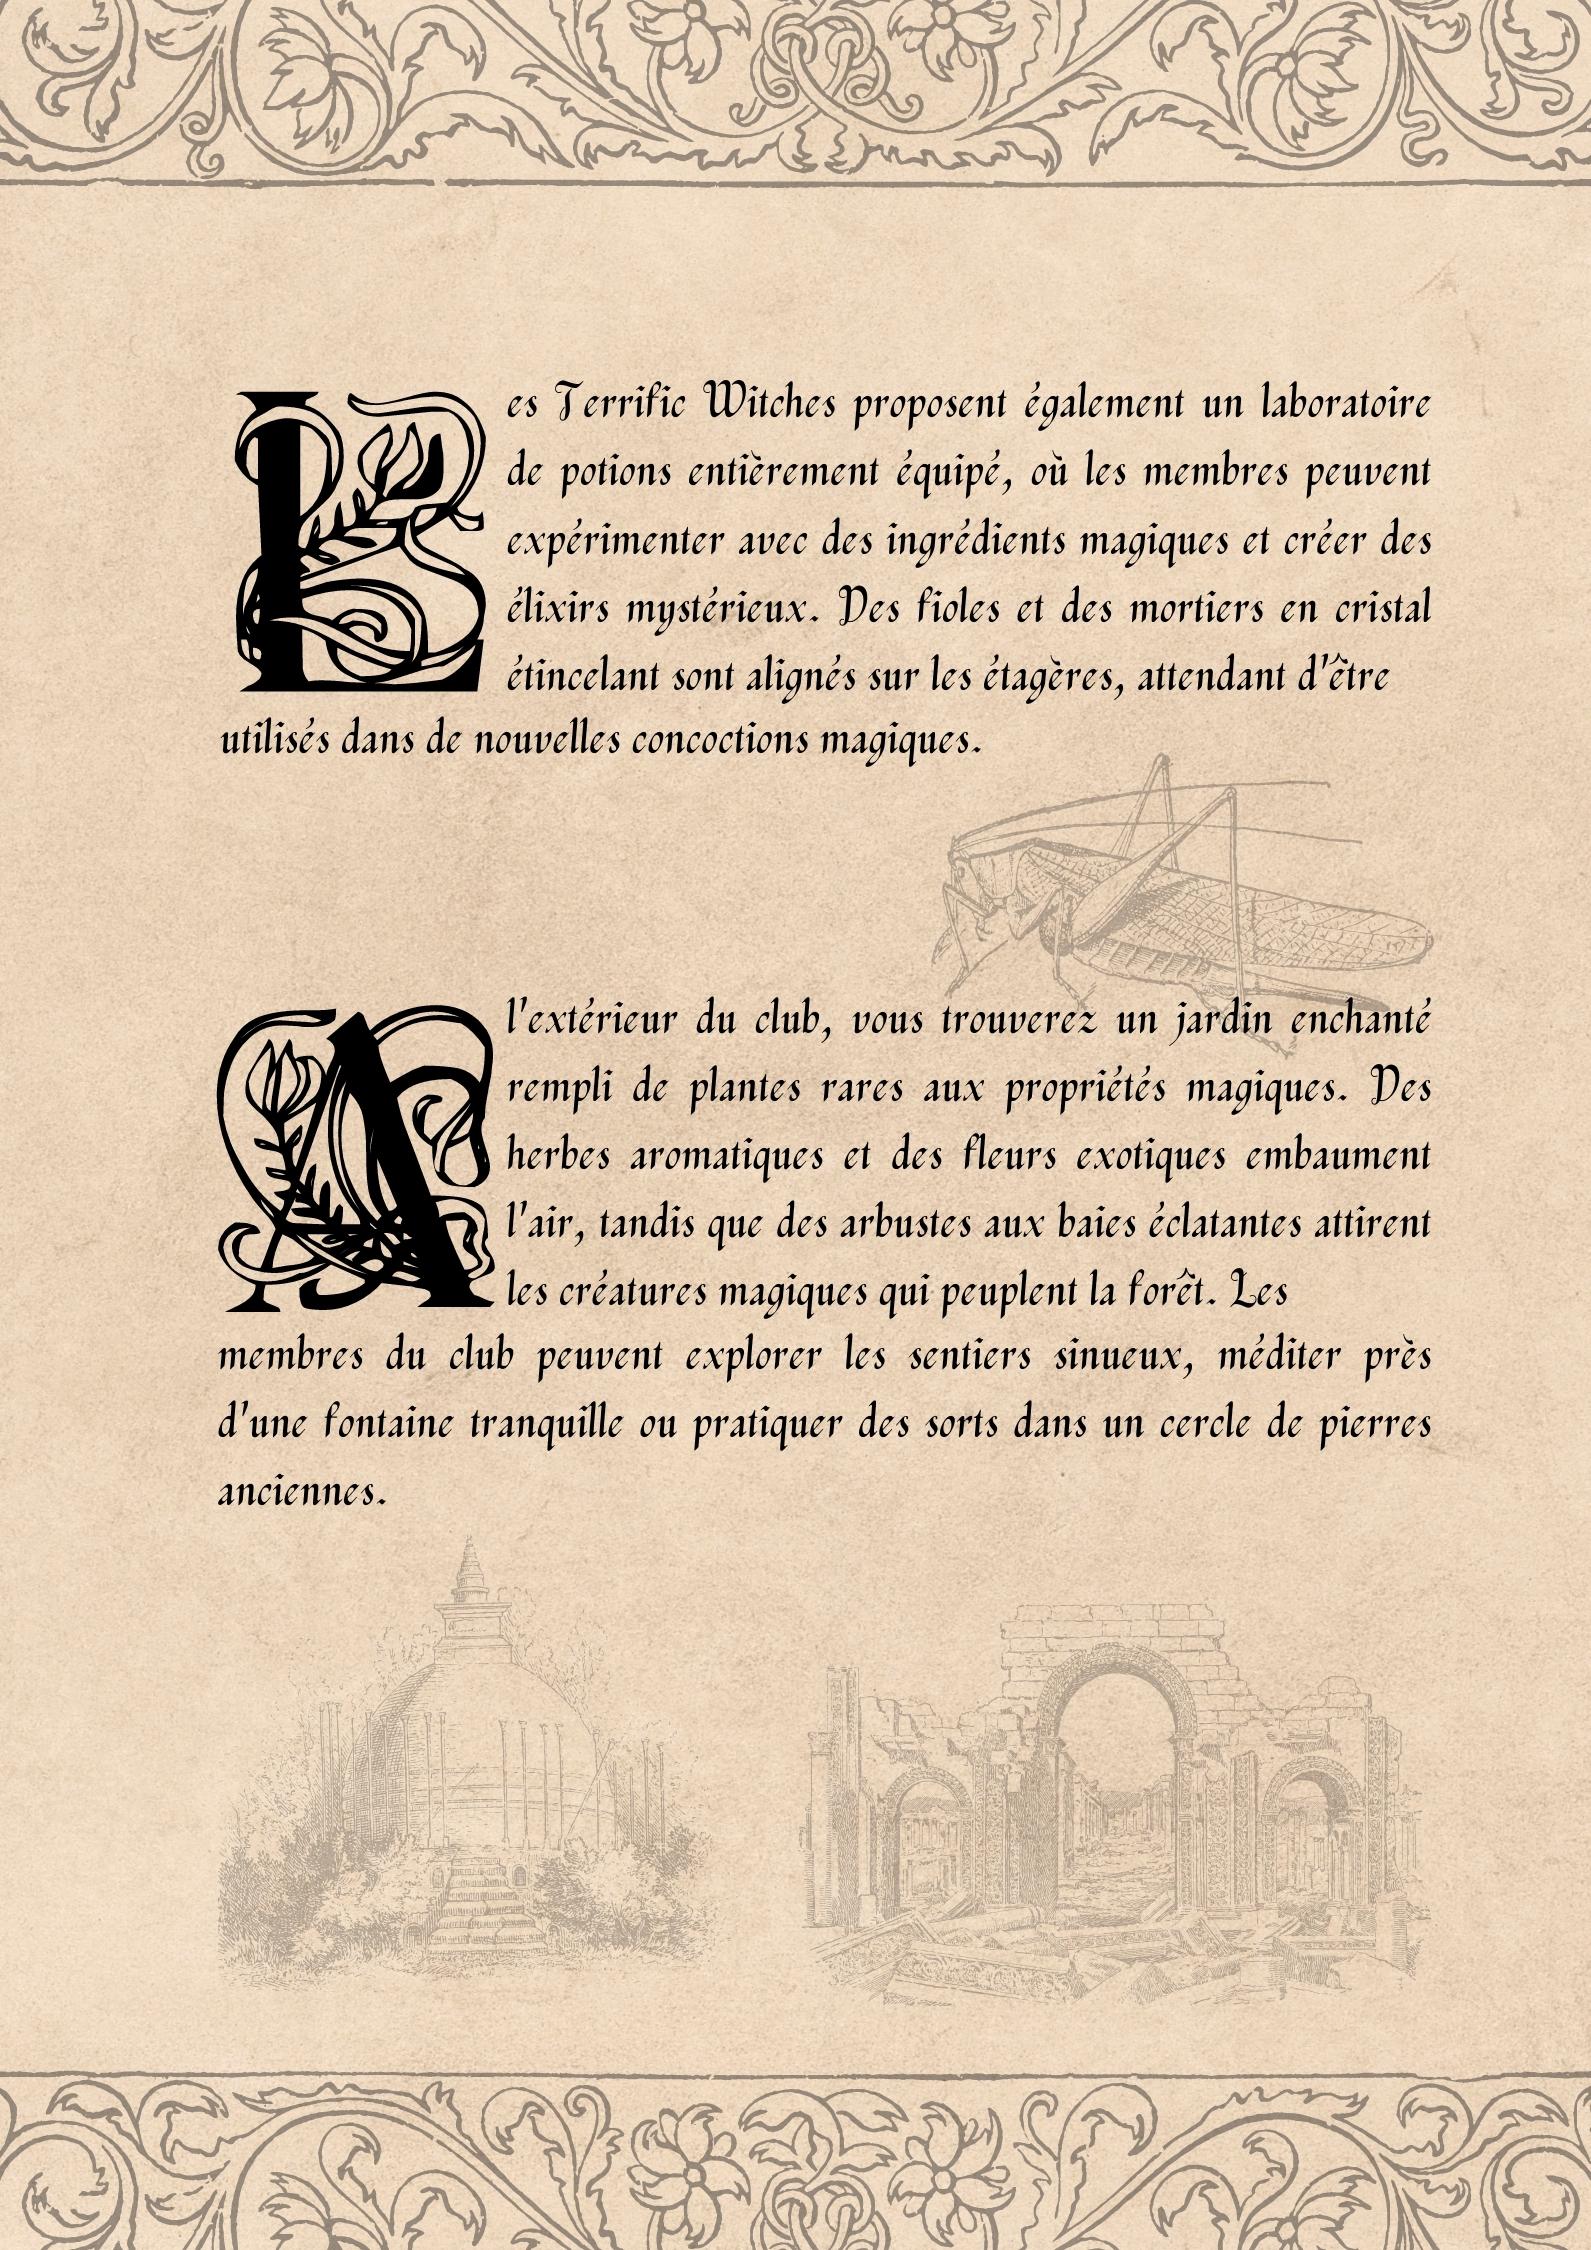 Les Terrific Witches proposent également un laboratoire
de potions entièrement équipé, où les membres peuvent
expérimenter avec des ingrédients magiques et créer des
élixirs mystérieux. Des fioles et des mortiers en cristal
étincelant sont alignés sur les étagères, attendant d'être
utilisés dans de nouvelles concoctions magiques.
A l'extérieur du club, vous trouverez un jardin enchanté
rempli de plantes rares aux propriétés magiques. Des
herbes aromatiques et des fleurs exotiques embaument
l'air, tandis que des arbustes aux baies éclatantes attirent
les créatures magiques qui peuplent la forêt. Les
membres du club peuvent explorer les sentiers sinueux, méditer près
d'une fontaine tranquille ou pratiquer des sorts dans un cercle de pierres
anciennes.